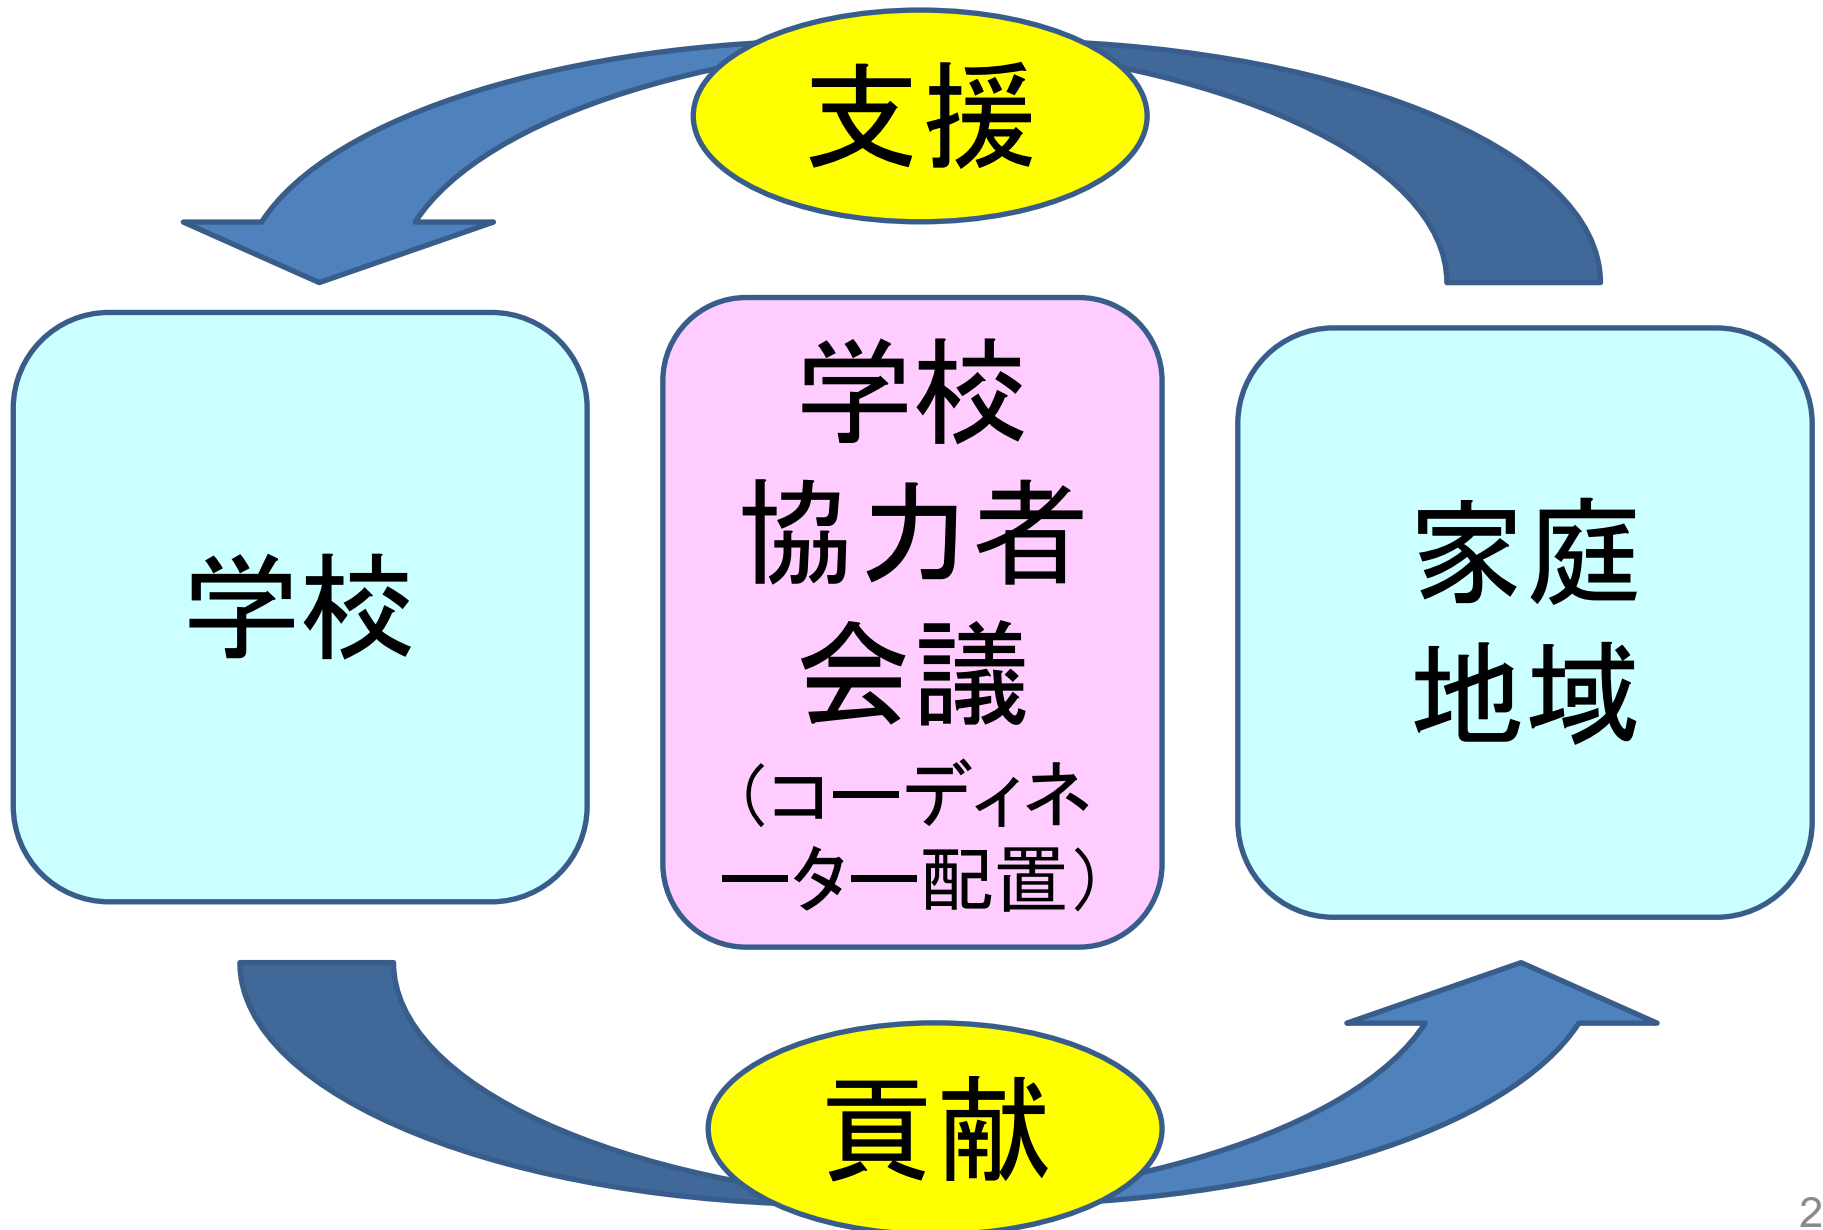 支援
学校
学校
協力者
会議
（コーディネ
ーター配置）
家庭
地域
貢献
2